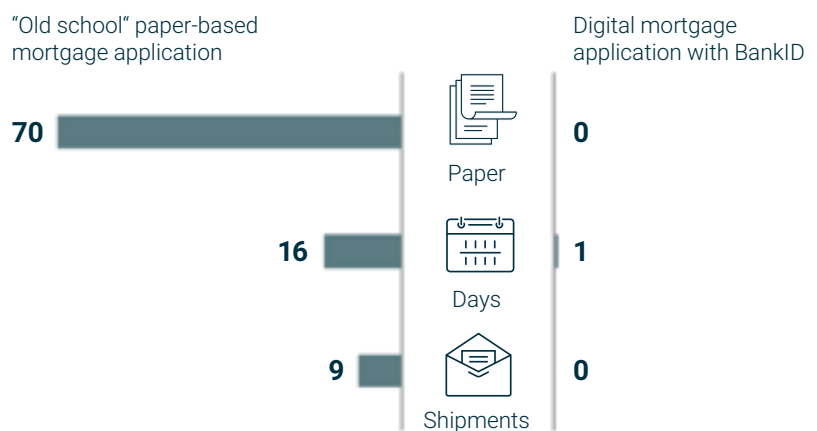 “Old school“ paper-based
mortgage application
Digital mortgage
application with BankID
70
Paper
0
16
Days
1
9
Shipments
0